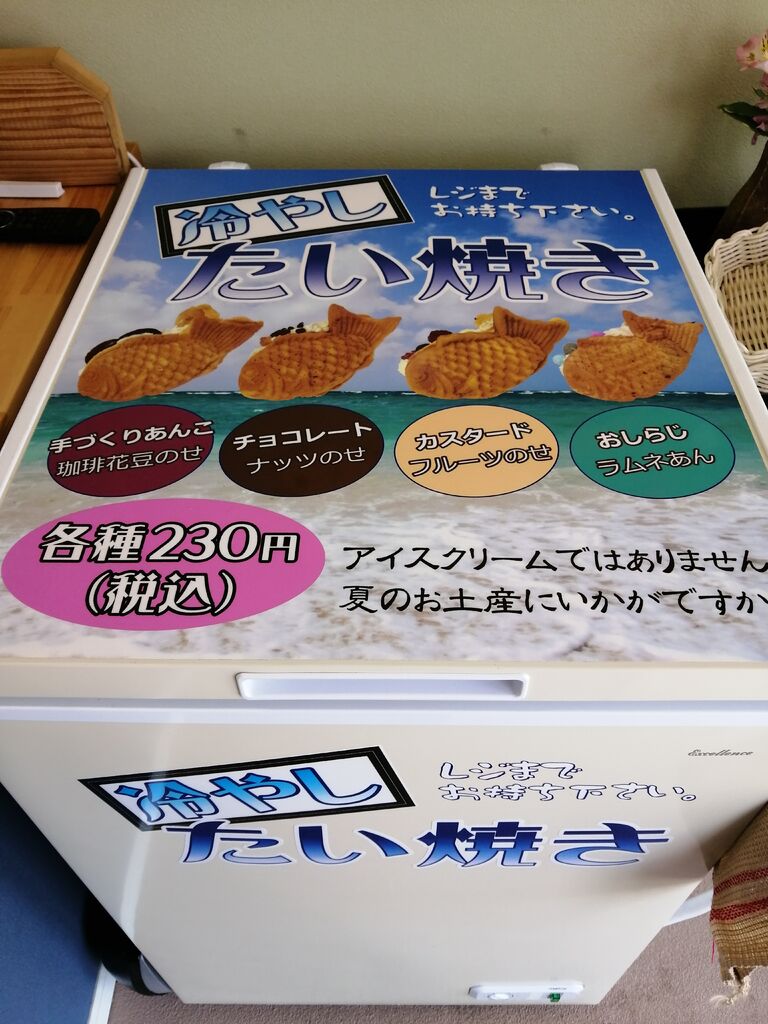 冷やし
レジまで
お持ち下さい。
たい焼き
手づくりあんこ
珈琲花豆のせ
チョコレート
ナッツのせ
カスタード
フルーツのせ
おしらじ
ラムネあん
各種230円
(税込)
アイスクリームではありません
夏のお土産にいかがですか
Excellence
冷やし
レジまで
お持ち下さい。
たい焼き